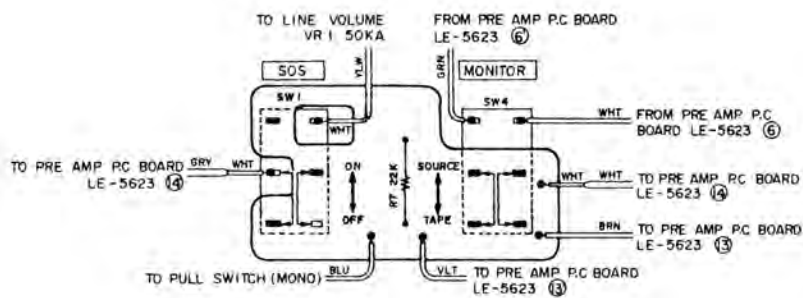 TO LINE VOLUME
VR 1 50KA
FROM PRE AMP P.C BOARD
LE-5623 ⑥'
YLW
GRN
SOS
MONITOR
SW1
SW4
WHT
WHT
FROM PRE AMP P.C
BOARD LE-5623 ⑥
TO PRE AMP P.C BOARD
LE-5623 ⑭'
GRY
WHT
ON
OFF
R7 22K
SOURCE
TAPE
WHT
WHT
TO PRE AMP P.C BOARD
LE-5623 ⑭
BRN
TO PRE AMP P.C BOARD
LE-5623 ⑬'
TO PULL SWITCH (MONO)
BLU
VLT
TO PRE AMP P.C BOARD
LE-5623 ⑬